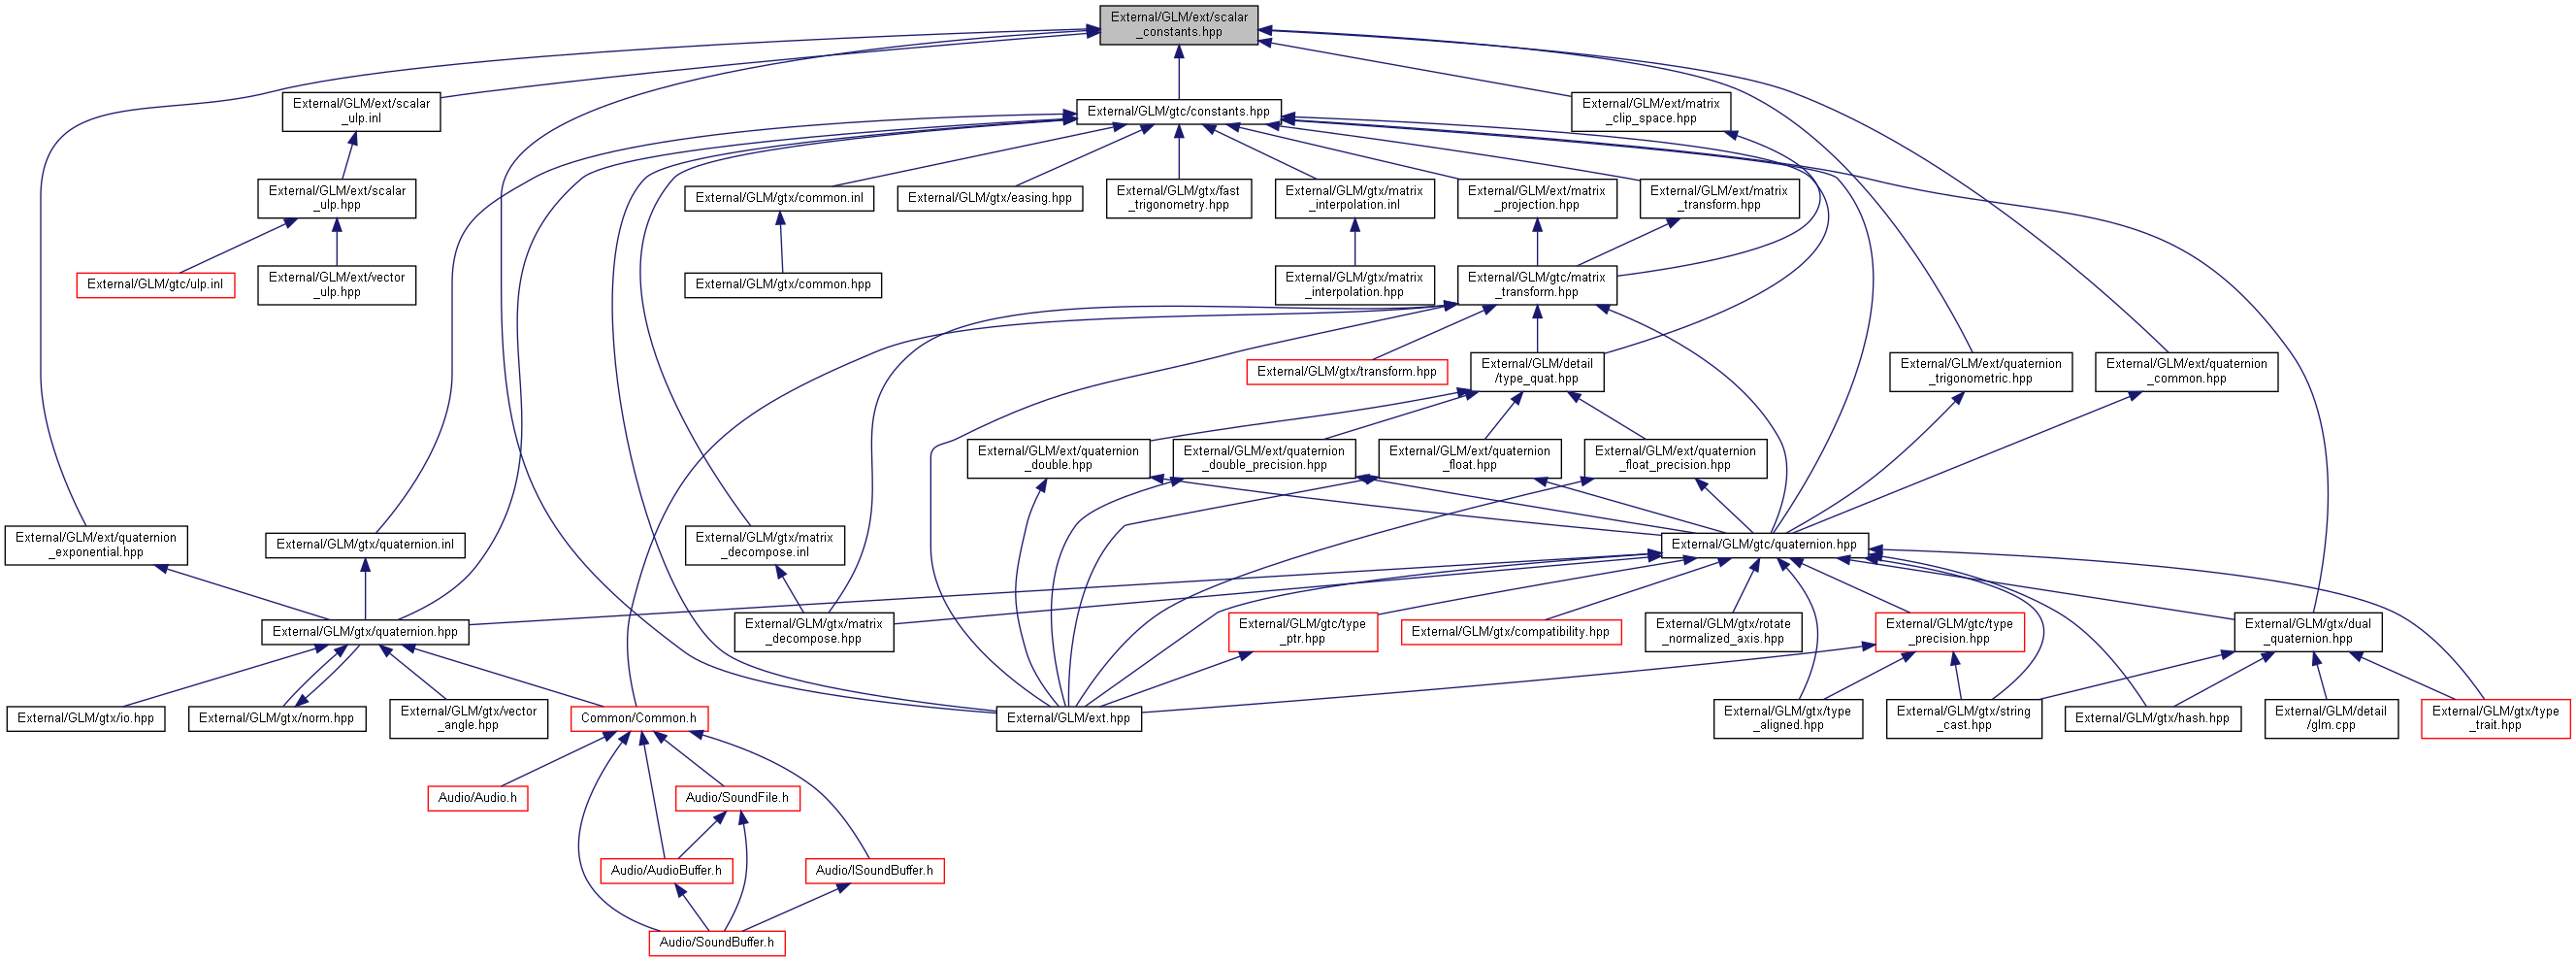 External/GLM/ext/scalar
_constants.hpp
External/GLM/ext/scalar
_ulp.inl
External/GLM/gtc/constants.hpp
External/GLM/ext/matrix
_clip_space.hpp
External/GLM/ext/scalar
_ulp.hpp
External/GLM/gtx/common.inl
External/GLM/gtx/easing.hpp
External/GLM/gtx/fast
_trigonometry.hpp
External/GLM/gtx/matrix
_interpolation.inl
External/GLM/ext/matrix
_projection.hpp
External/GLM/ext/matrix
_transform.hpp
External/GLM/gtc/ulp.inl
External/GLM/ext/vector
_ulp.hpp
External/GLM/gtx/common.hpp
External/GLM/gtx/matrix
_interpolation.hpp
External/GLM/gtc/matrix
_transform.hpp
External/GLM/gtx/transform.hpp
External/GLM/detail
/type_quat.hpp
External/GLM/ext/quaternion
_trigonometric.hpp
External/GLM/ext/quaternion
_common.hpp
External/GLM/ext/quaternion
_double.hpp
External/GLM/ext/quaternion
_double_precision.hpp
External/GLM/ext/quaternion
_float.hpp
External/GLM/ext/quaternion
_float_precision.hpp
External/GLM/ext/quaternion
_exponential.hpp
External/GLM/gtx/quaternion.inl
External/GLM/gtx/matrix
_decompose.inl
External/GLM/gtc/quaternion.hpp
External/GLM/gtx/quaternion.hpp
External/GLM/gtx/matrix
_decompose.hpp
External/GLM/gtc/type
_ptr.hpp
External/GLM/gtx/compatibility.hpp
External/GLM/gtx/rotate
_normalized_axis.hpp
External/GLM/gtc/type
_precision.hpp
External/GLM/gtx/dual
_quaternion.hpp
External/GLM/gtx/io.hpp
External/GLM/gtx/norm.hpp
External/GLM/gtx/vector
_angle.hpp
Common/Common.h
External/GLM/ext.hpp
External/GLM/gtx/type
_aligned.hpp
External/GLM/gtx/string
_cast.hpp
External/GLM/gtx/hash.hpp
External/GLM/detail
/glm.cpp
External/GLM/gtx/type
_trait.hpp
Audio/Audio.h
Audio/SoundFile.h
Audio/AudioBuffer.h
Audio/ISoundBuffer.h
Audio/SoundBuffer.h